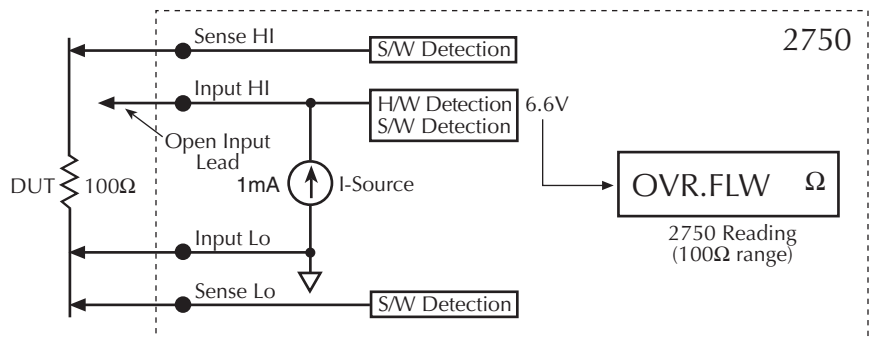 2750
Sense HI
S/W Detection
Input HI
H/W Detection
S/W Detection
6.6V
Open Input
Lead
DUT
100Ω
1mA
I-Source
OVR.FLW Ω
2750 Reading
(100Ω range)
Input Lo
Sense Lo
S/W Detection